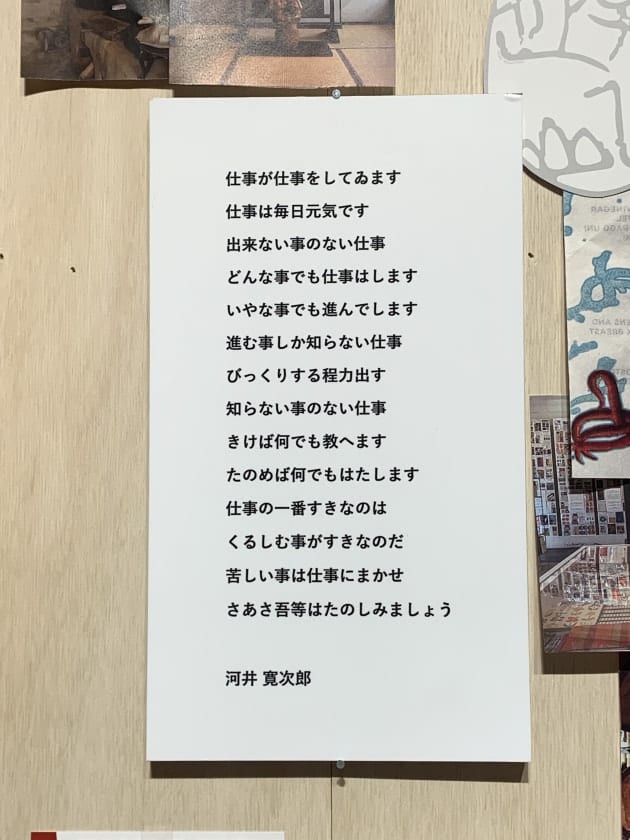 仕事が仕事をしてゐます
仕事は毎日元気です
出来ない事のない仕事
どんな事でも仕事はします
いやな事でも進んでします
進む事しか知らない仕事
びっくりする程力出す
知らない事のない仕事
きけば何でも教へます
たのめば何でもはたします
仕事の一番すきなのは
くるしむ事がすきなのだ
苦しい事は仕事にまかせ
さあさ吾等はたのしみましょう
河井 寛次郎